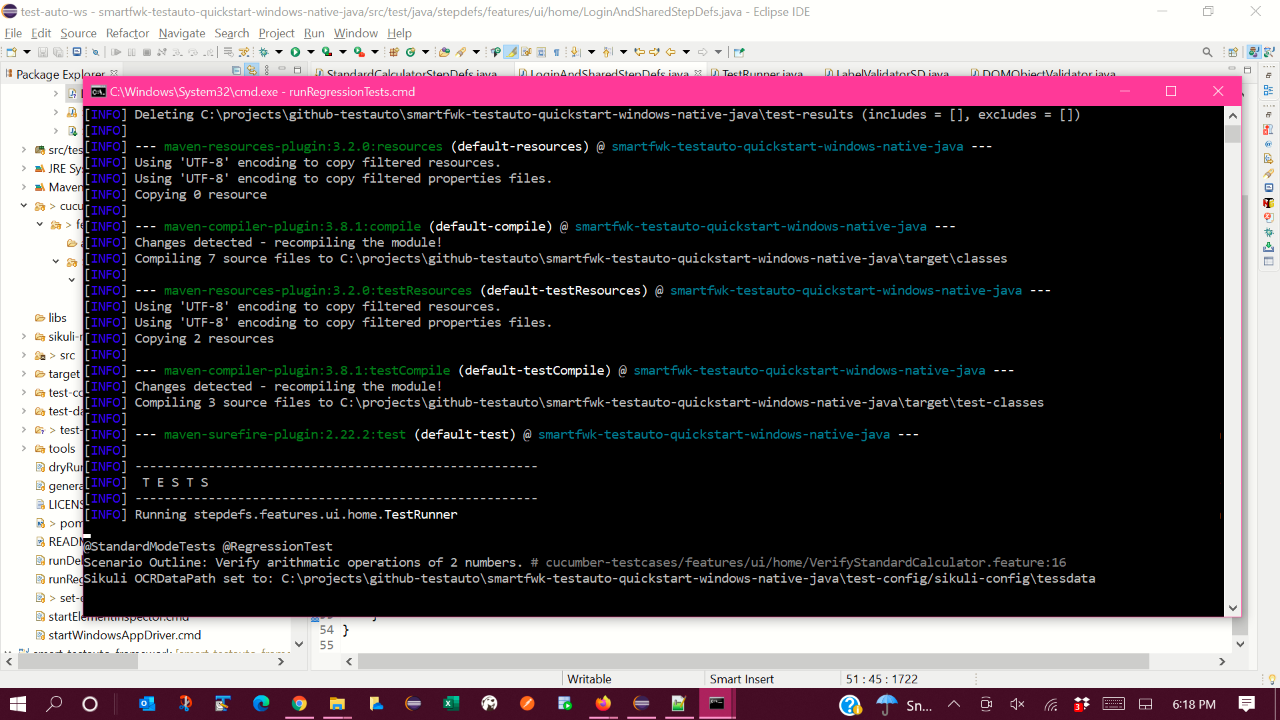 test-auto-ws - smartfwk-testauto-quickstart-windows-native-java/src/test/java/stepdefs/features/ui/home/LoginAndSharedStepDefs.java - Eclipse IDE
File Edit Source Refactor Navigate Search Project Run Window Help
Package Explorer
StandardCalculatorStepDefs.java LoginAndSharedStepDefs.java TestRunner.java LabelValidatorSD.java DOMObjectValidator.java
C:\Windows\System32\cmd.exe - runRegressionTests.cmd
[INFO] Deleting C:\projects\github-testauto\smartfwk-testauto-quickstart-windows-native-java\test-results (includes = [], excludes = [])
[INFO]
[INFO] --- maven-resources-plugin:3.2.0:resources (default-resources) @ smartfwk-testauto-quickstart-windows-native-java ---
[INFO] Using 'UTF-8' encoding to copy filtered resources.
[INFO] Using 'UTF-8' encoding to copy filtered properties files.
[INFO] Copying 0 resource
[INFO]
[INFO] --- maven-compiler-plugin:3.8.1:compile (default-compile) @ smartfwk-testauto-quickstart-windows-native-java ---
[INFO] Changes detected - recompiling the module!
[INFO] Compiling 7 source files to C:\projects\github-testauto\smartfwk-testauto-quickstart-windows-native-java\target\classes
[INFO]
[INFO] --- maven-resources-plugin:3.2.0:testResources (default-testResources) @ smartfwk-testauto-quickstart-windows-native-java ---
[INFO] Using 'UTF-8' encoding to copy filtered resources.
[INFO] Using 'UTF-8' encoding to copy filtered properties files.
[INFO] Copying 2 resources
[INFO]
[INFO] --- maven-compiler-plugin:3.8.1:testCompile (default-testCompile) @ smartfwk-testauto-quickstart-windows-native-java ---
[INFO] Changes detected - recompiling the module!
[INFO] Compiling 3 source files to C:\projects\github-testauto\smartfwk-testauto-quickstart-windows-native-java\target\test-classes
[INFO]
[INFO] --- maven-surefire-plugin:2.22.2:test (default-test) @ smartfwk-testauto-quickstart-windows-native-java ---
[INFO]
[INFO] -------------------------------------------------------
[INFO] T E S T S
[INFO] -------------------------------------------------------
[INFO] Running stepdefs.features.ui.home.TestRunner
@StandardModeTests @RegressionTest
Scenario Outline: Verify arithmetic operations of 2 numbers. # cucumber-testcases/features/ui/home/VerifyStandardCalculator.feature:16
Sikuli OCRDataPath set to: C:\projects\github-testauto\smartfwk-testauto-quickstart-windows-native-java\test-config/sikuli-config\tessdata
src/tes
JRE Sy
Maven
> cucu
> fe
a
libs
sikuli-r
> src
target
test-co
test-da
> test-
tools
dryRun
genera
LICENS
> pom
READM
runDe
runReg
> set-e
startElementInspector.cmd
startWindowsAppDriver.cmd
54 }
55
Writable Smart Insert 51 : 45 : 1722
Sn... 6:18 PM